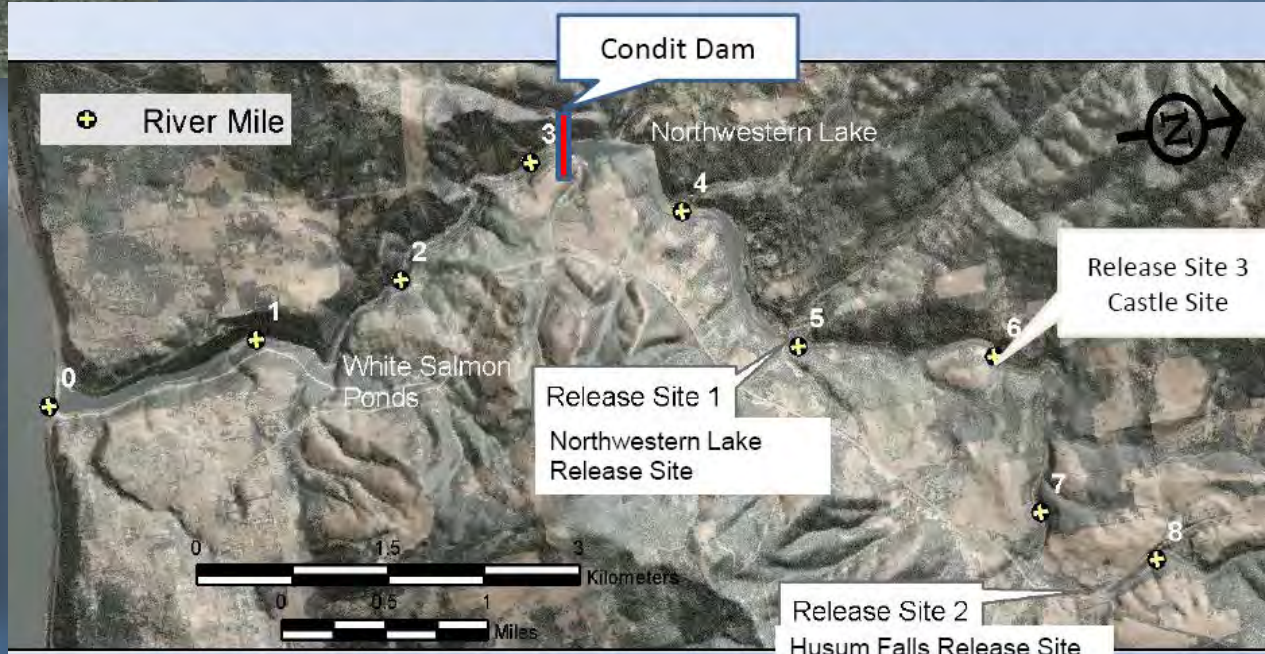 Condit Dam
River Mile
N
3
Northwestern Lake
4
Release Site 3
Castle Site
2
1
5
6
White Salmon
Ponds
0
Release Site 1
Northwestern Lake
Release Site
7
8
0 1.5 3
Kilometers
0 0.5 1
Miles
Release Site 2
Husum Falls Release Site